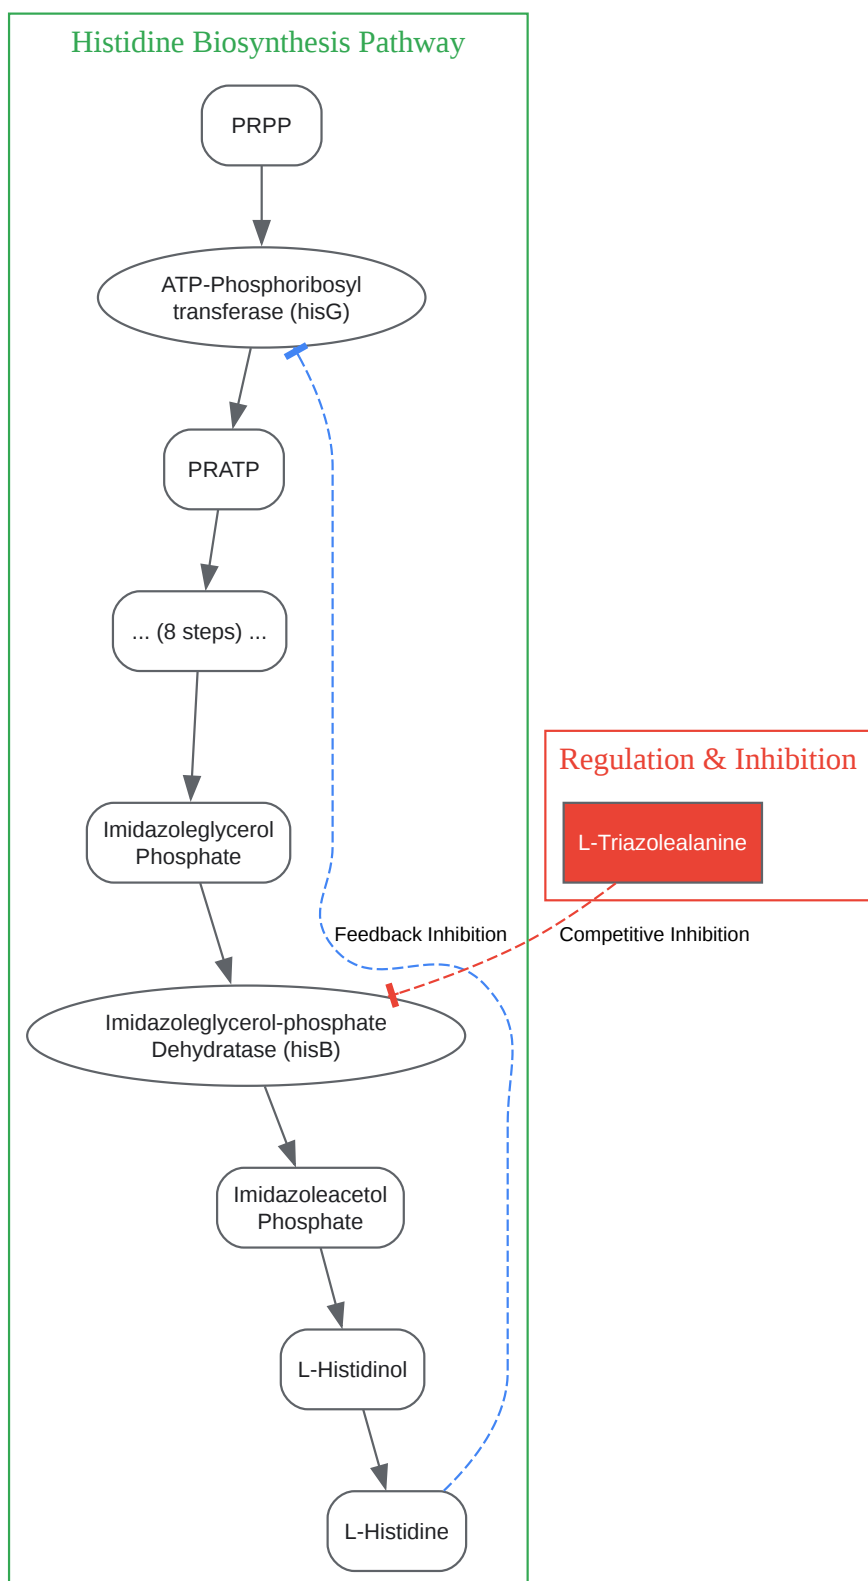 Histidine Biosynthesis Pathway
PRPP
ATP-Phosphoribosyl
transferase (hisG)
PRATP
... (8 steps) ...
Regulation & Inhibition
Imidazoleglycerol
Phosphate
L-Triazolealanine
Feedback Inhibition
Competitive Inhibition
Imidazoleglycerol-phosphate
Dehydratase (hisB)
Imidazoleacetol
Phosphate
L-Histidinol
L-Histidine